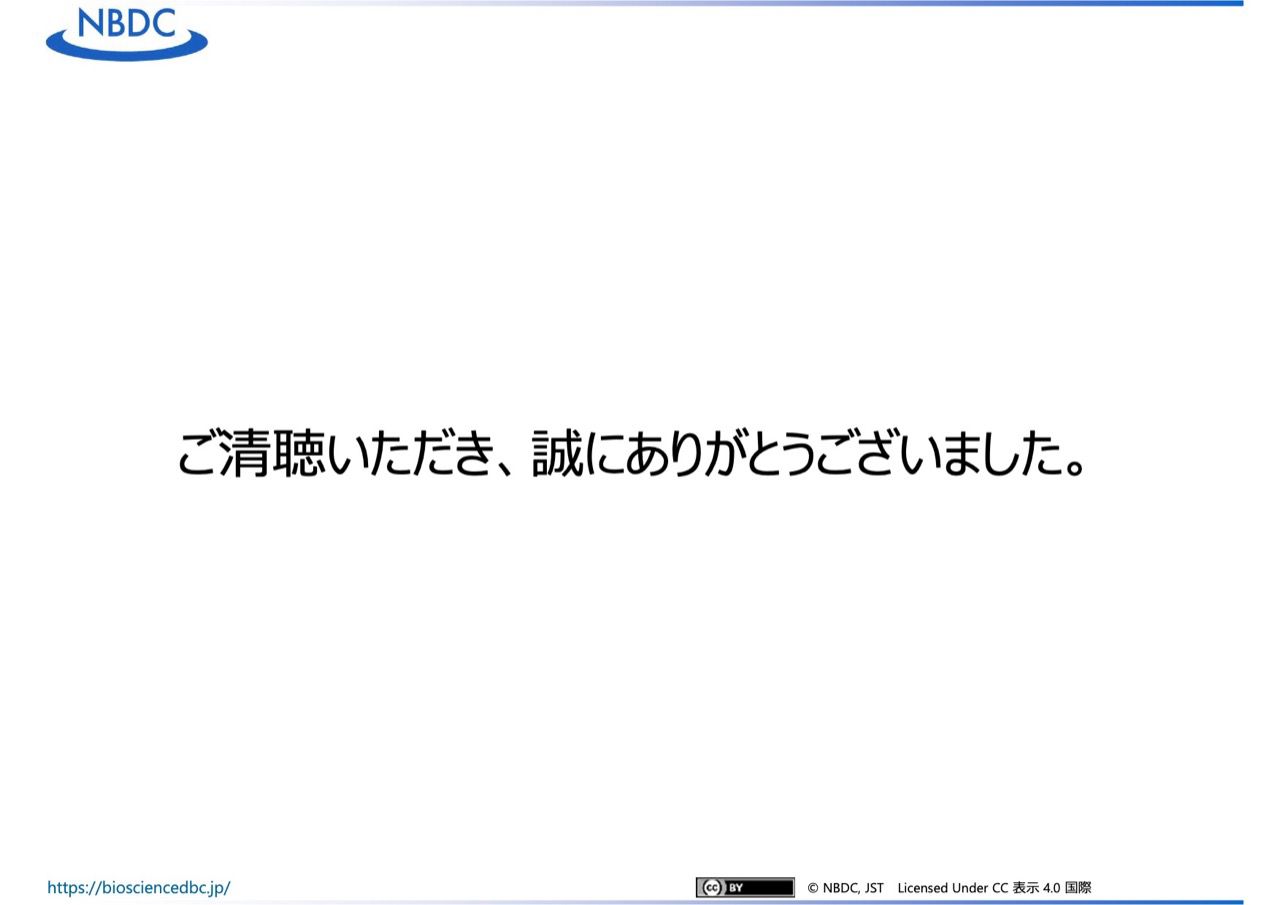 NBDC
ご清聴いただき、誠にありがとうございました。
https://biosciencedbc.jp/
cc BY © NBDC, JST Licensed Under CC 表示 4.0 国際